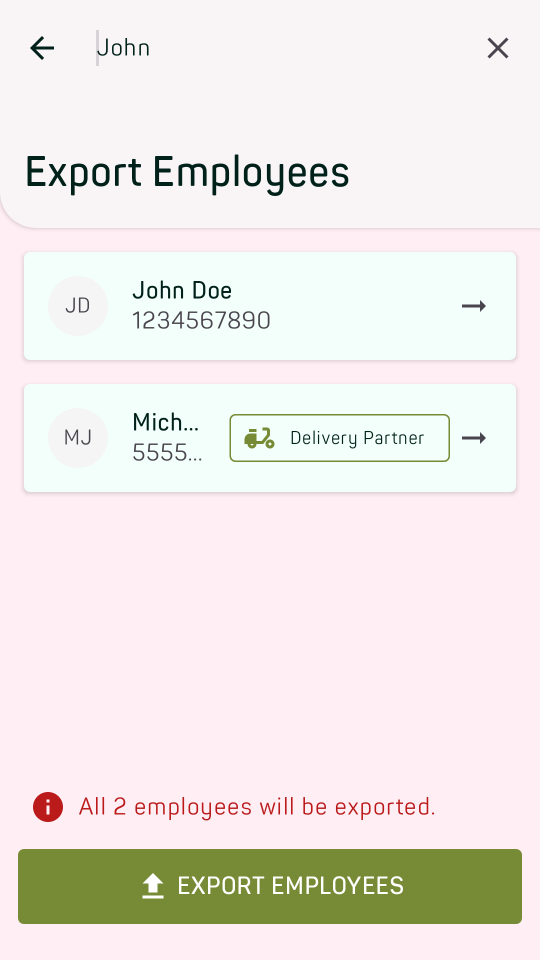 John
Export Employees
JD
John Doe
1234567890
MJ
Mich...
5555...
Delivery Partner
All 2 employees will be exported.
EXPORT EMPLOYEES